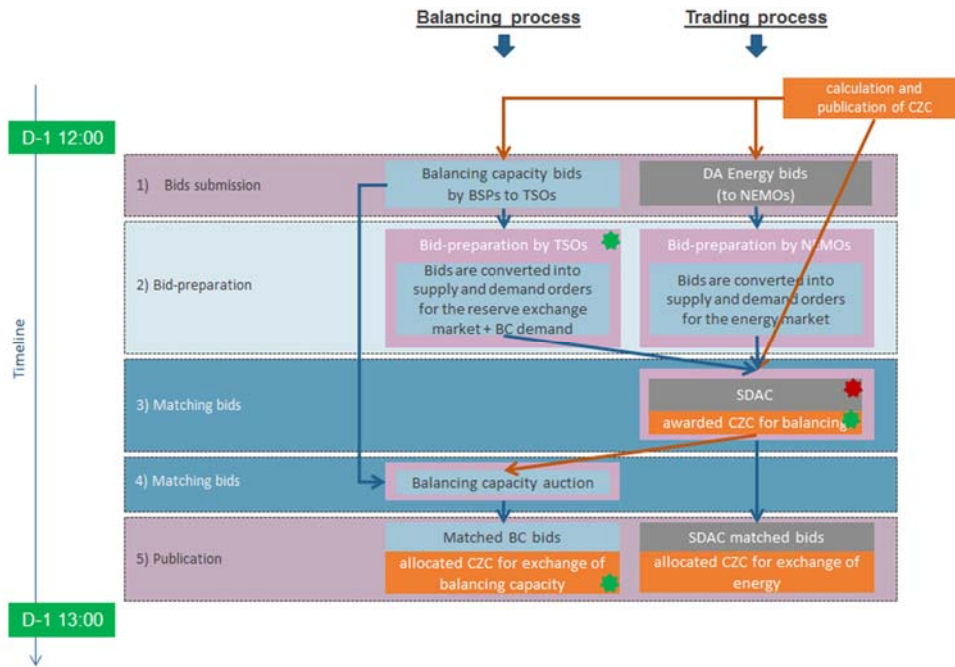 Balancing process
Trading process
calculation and
publication of CZC
D-1 12:00
1) Bids submission
Balancing capacity bids
by BSPs to TSOs
DA Energy bids
(to NEMOs)
2) Bid-preparation
Bid-preparation by TSOs
Bids are converted into
supply and demand orders
for the reserve exchange
market + BC demand
Bid-preparation by NEMOs
Bids are converted into
supply and demand orders
for the energy market
Timeline
3) Matching bids
SDAC
awarded CZC for balancing
4) Matching bids
Balancing capacity auction
5) Publication
Matched BC bids
allocated CZC for exchange of
balancing capacity
SDAC matched bids
allocated CZC for exchange of
energy
D-1 13:00